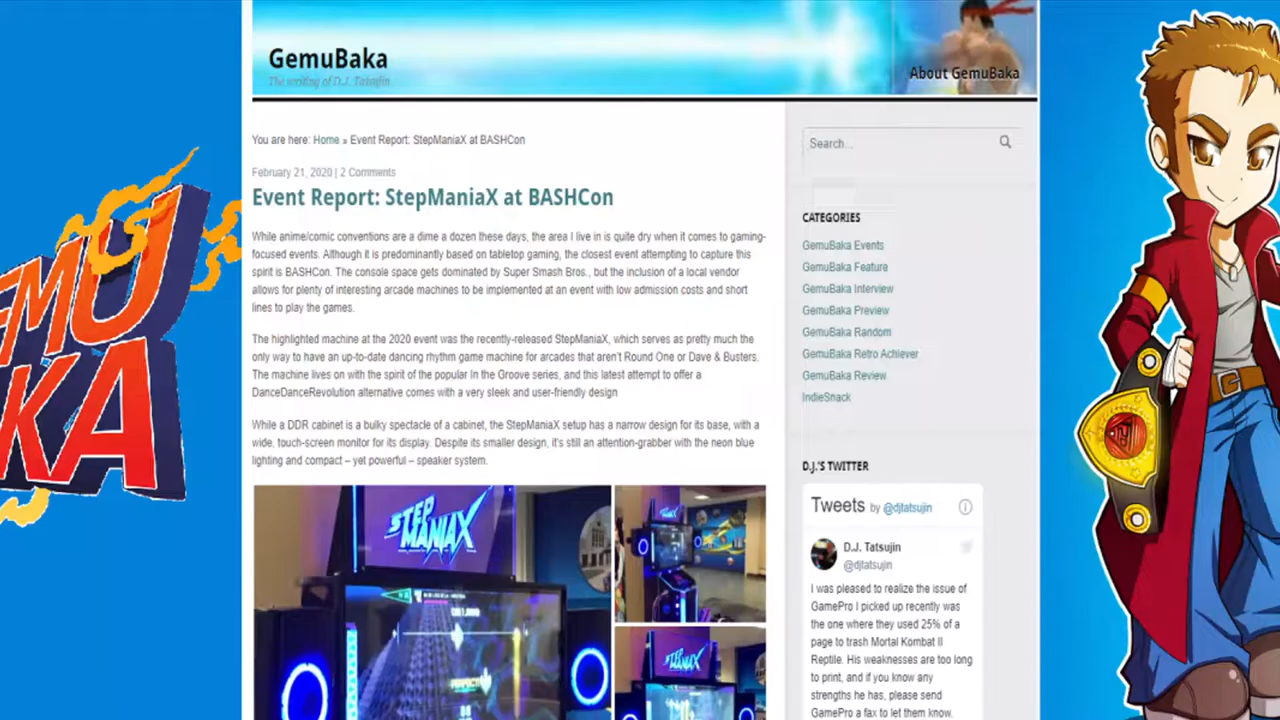 GemuBaka
The writing of D.J. Tatsujin
About GemuBaka
You are here: Home » Event Report: StepManiaX at BASHCon
February 21, 2020 | 2 Comments
Event Report: StepManiaX at BASHCon
While anime/comic conventions are a dime a dozen these days, the area I live in is quite dry when it comes to gaming-
focused events. Although it is predominantly based on tabletop gaming, the closest event attempting to capture this
spirit is BASHCon. The console space gets dominated by Super Smash Bros., but the inclusion of a local vendor
allows for plenty of interesting arcade machines to be implemented at an event with low admission costs and short
lines to play the games.
The highlighted machine at the 2020 event was the recently-released StepManiaX, which serves as pretty much the
only way to have an up-to-date dancing rhythm game machine for arcades that aren't Round One or Dave & Busters.
The machine lives on with the spirit of the popular In the Groove series, and this latest attempt to offer a
DanceDanceRevolution alternative comes with a very sleek and user-friendly design
While a DDR cabinet is a bulky spectacle of a cabinet, the StepManiaX setup has a narrow design for its base, with a
wide, touch-screen monitor for its display. Despite its smaller design, it's still an attention-grabber with the neon blue
lighting and compact – yet powerful – speaker system.
STEP
MANIAX
STEP
MANIAX
Search...
CATEGORIES
GemuBaka Events
GemuBaka Feature
GemuBaka Interview
GemuBaka Preview
GemuBaka Random
GemuBaka Retro Achiever
GemuBaka Review
IndieSnack
D.J.'S TWITTER
Tweets by @djtatsujin
D.J. Tatsujin
@djtatsujin
I was pleased to realize the issue of
GamePro I picked up recently was
the one where they used 25% of a
page to trash Mortal Kombat II
Reptile. His weaknesses are too long
to print, and if you know any
strengths he has, please send
GamePro a fax to let them know.
EMU
KA